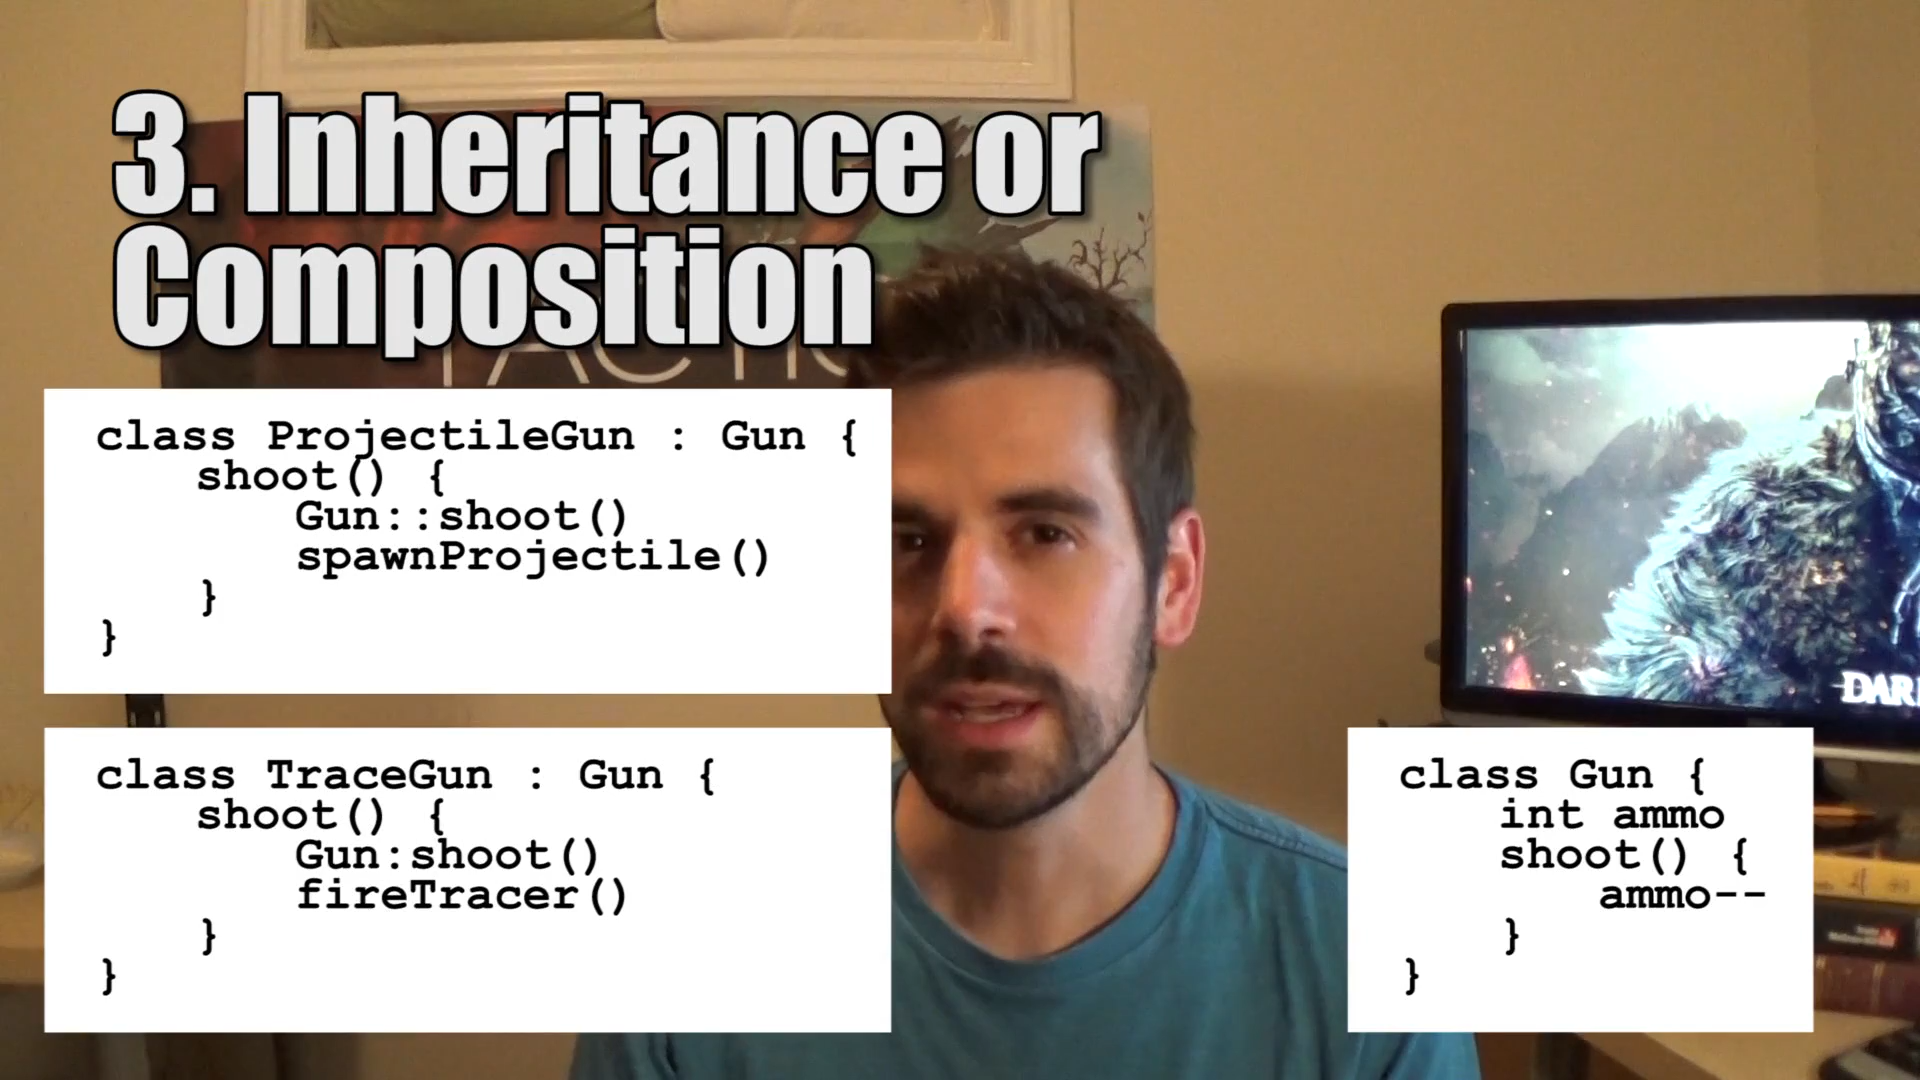 3. Inheritance or
Composition
TACTI
class ProjectileGun : Gun {
shoot() {
Gun::shoot()
spawnProjectile()
}
}
class TraceGun : Gun {
shoot() {
Gun:shoot()
fireTracer()
}
}
DAR
class Gun {
int ammo
shoot() {
ammo--
}
}